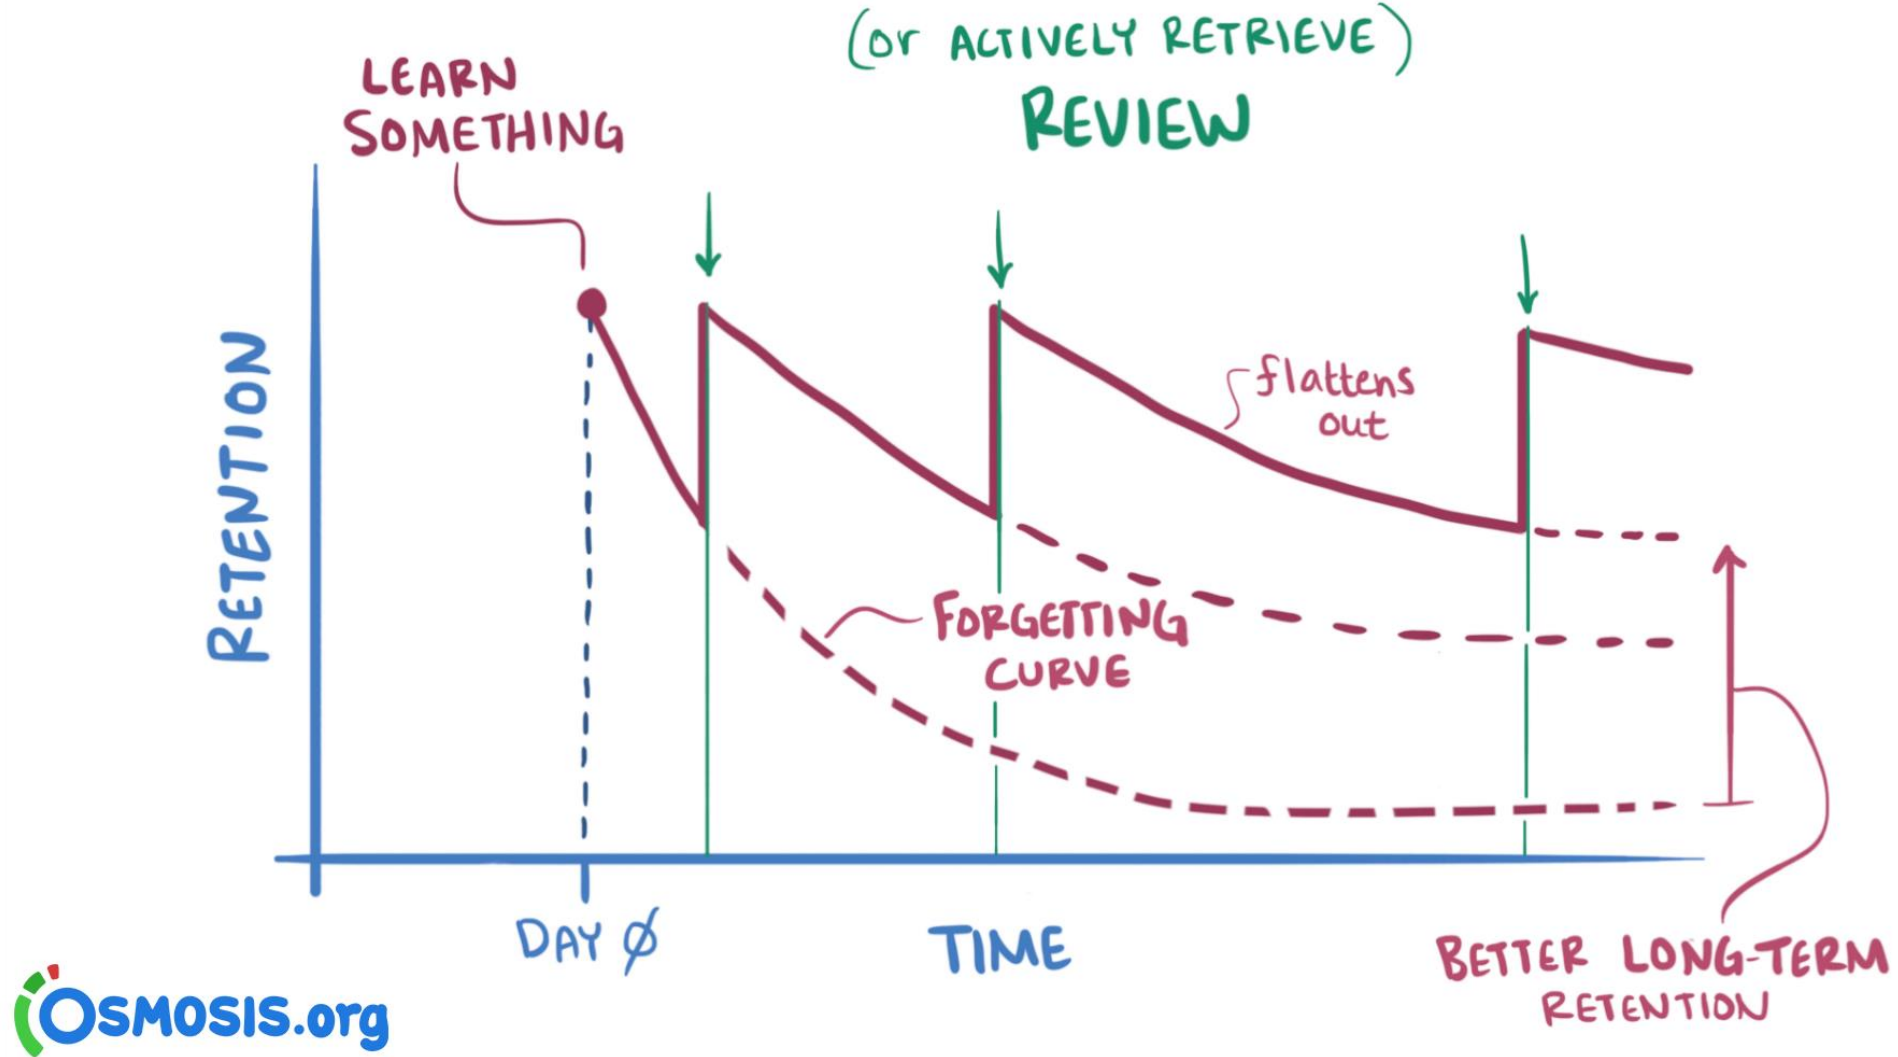 (or ACTIVELY RETRIEVE)
REVIEW
LEARN
SOMETHING
RETENTION
flattens
out
FORGETTING
CURVE
DAY Ø
TIME
BETTER LONG-TERM
RETENTION
OSMOSIS.org